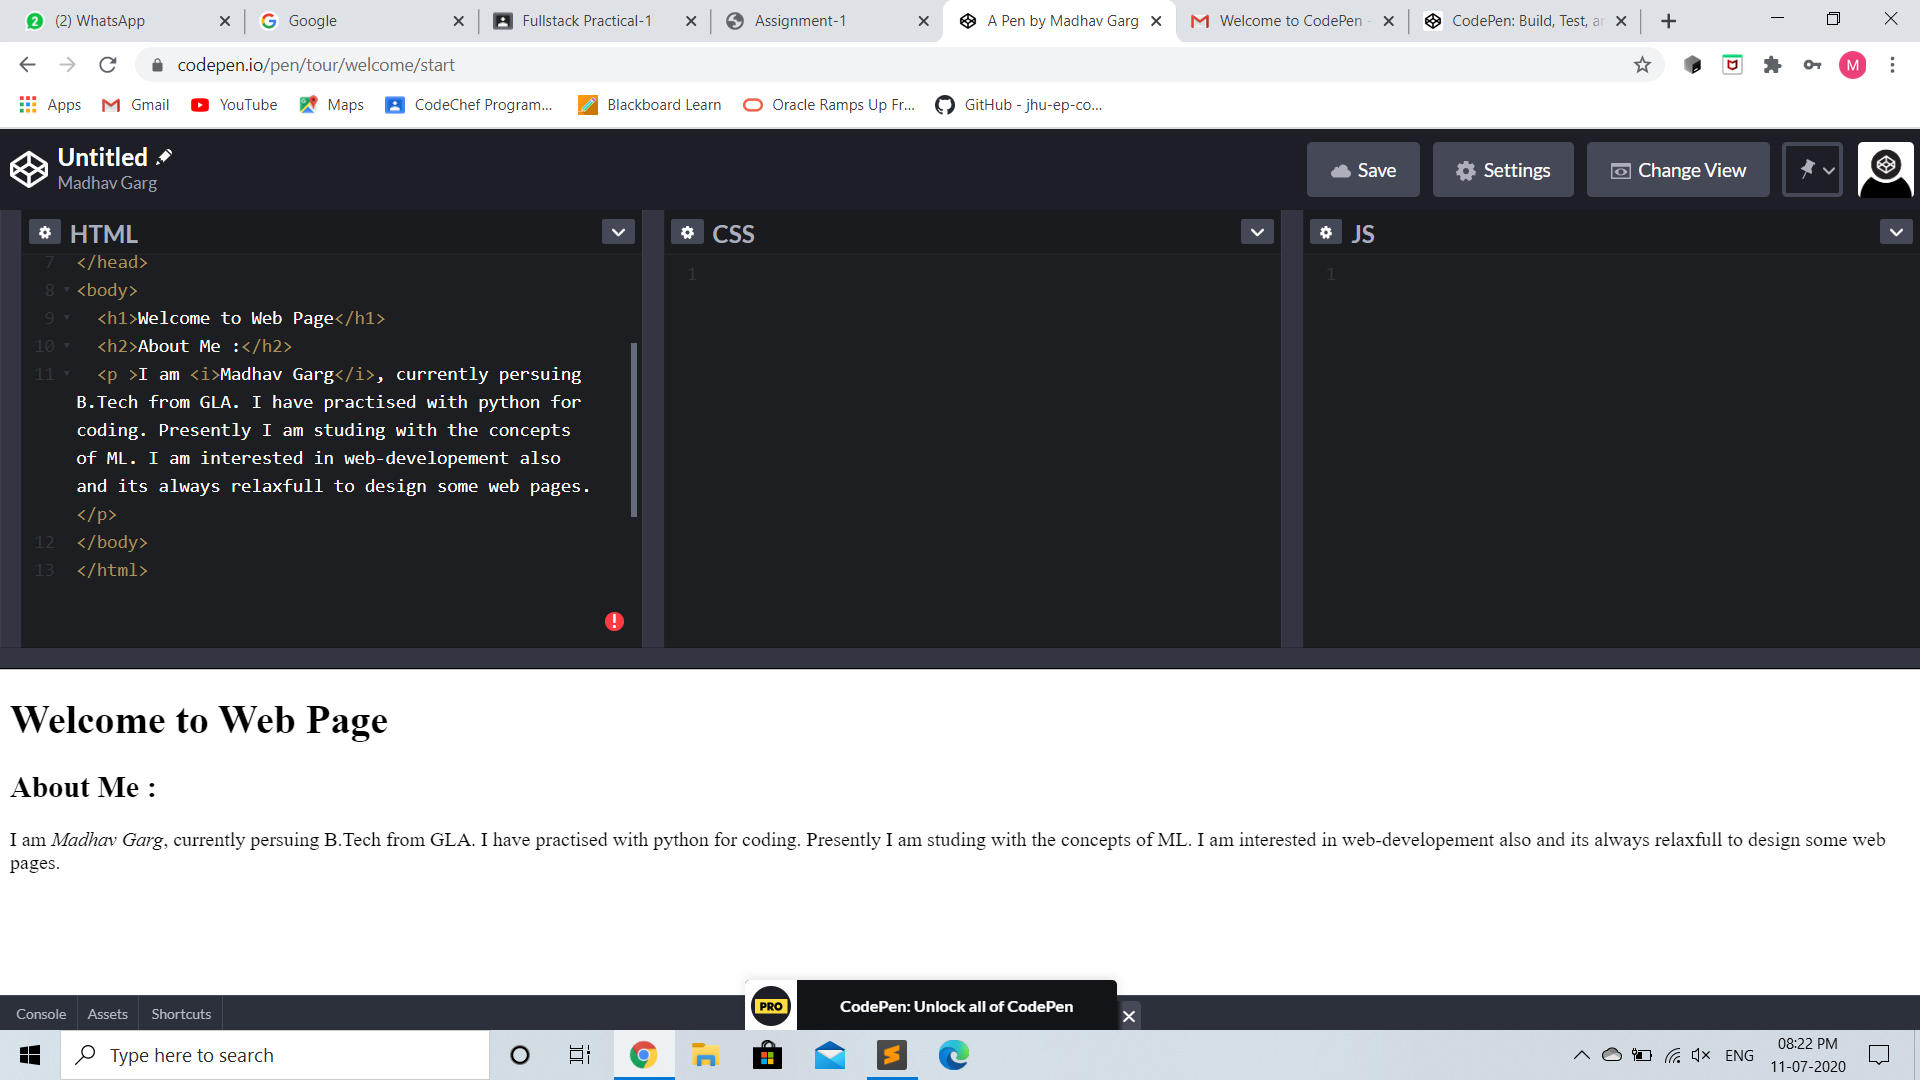 (2) WhatsApp
Google
Fullstack Practical-1
Assignment-1
A Pen by Madhav Garg
Welcome to CodePen -
CodePen: Build, Test, ar
codepen.io/pen/tour/welcome/start
M
Apps
Gmail
YouTube
Maps
CodeChef Program...
Blackboard Learn
Oracle Ramps Up Fr...
GitHub - jhu-ep-co...
Untitled
Madhav Garg
Save
Settings
Change View
HTML
7 </head>
8 <body>
9 <h1>Welcome to Web Page</h1>
10 <h2>About Me :</h2>
11 <p >I am <i>Madhav Garg</i>, currently persuing
B.Tech from GLA. I have practised with python for
coding. Presently I am studing with the concepts
of ML. I am interested in web-developement also
and its always relaxfull to design some web pages.
</p>
12 </body>
13 </html>
CSS
1
JS
1
Welcome to Web Page
About Me :
I am Madhav Garg, currently persuing B.Tech from GLA. I have practised with python for coding. Presently I am studing with the concepts of ML. I am interested in web-developement also and its always relaxfull to design some web
pages.
Console
Assets
Shortcuts
PRO
CodePen: Unlock all of CodePen
Type here to search
ENG
08:22 PM
11-07-2020